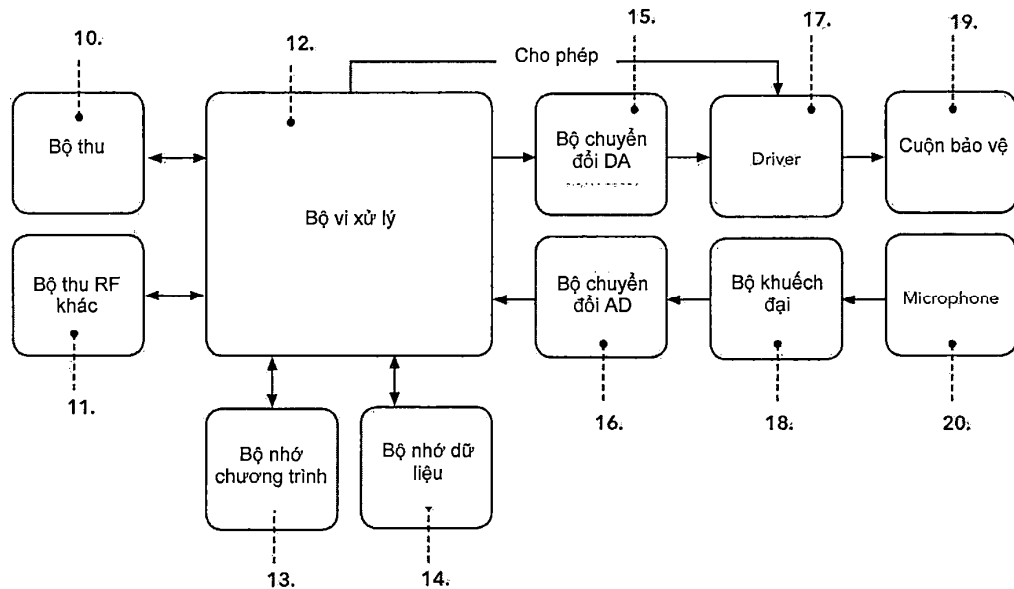 10.
12.
Cho phép
15.
17.
19.
Bộ thu
Bộ vi xử lý
Bộ chuyển
đổi DA
Driver
Cuộn bảo vệ
Bộ thu RF
khác
Bộ chuyển
đổi AD
Bộ khuếch
đại
Microphone
11.
16.
18.
20.
Bộ nhớ
chương trình
Bộ nhớ dữ
liệu
13.
14.